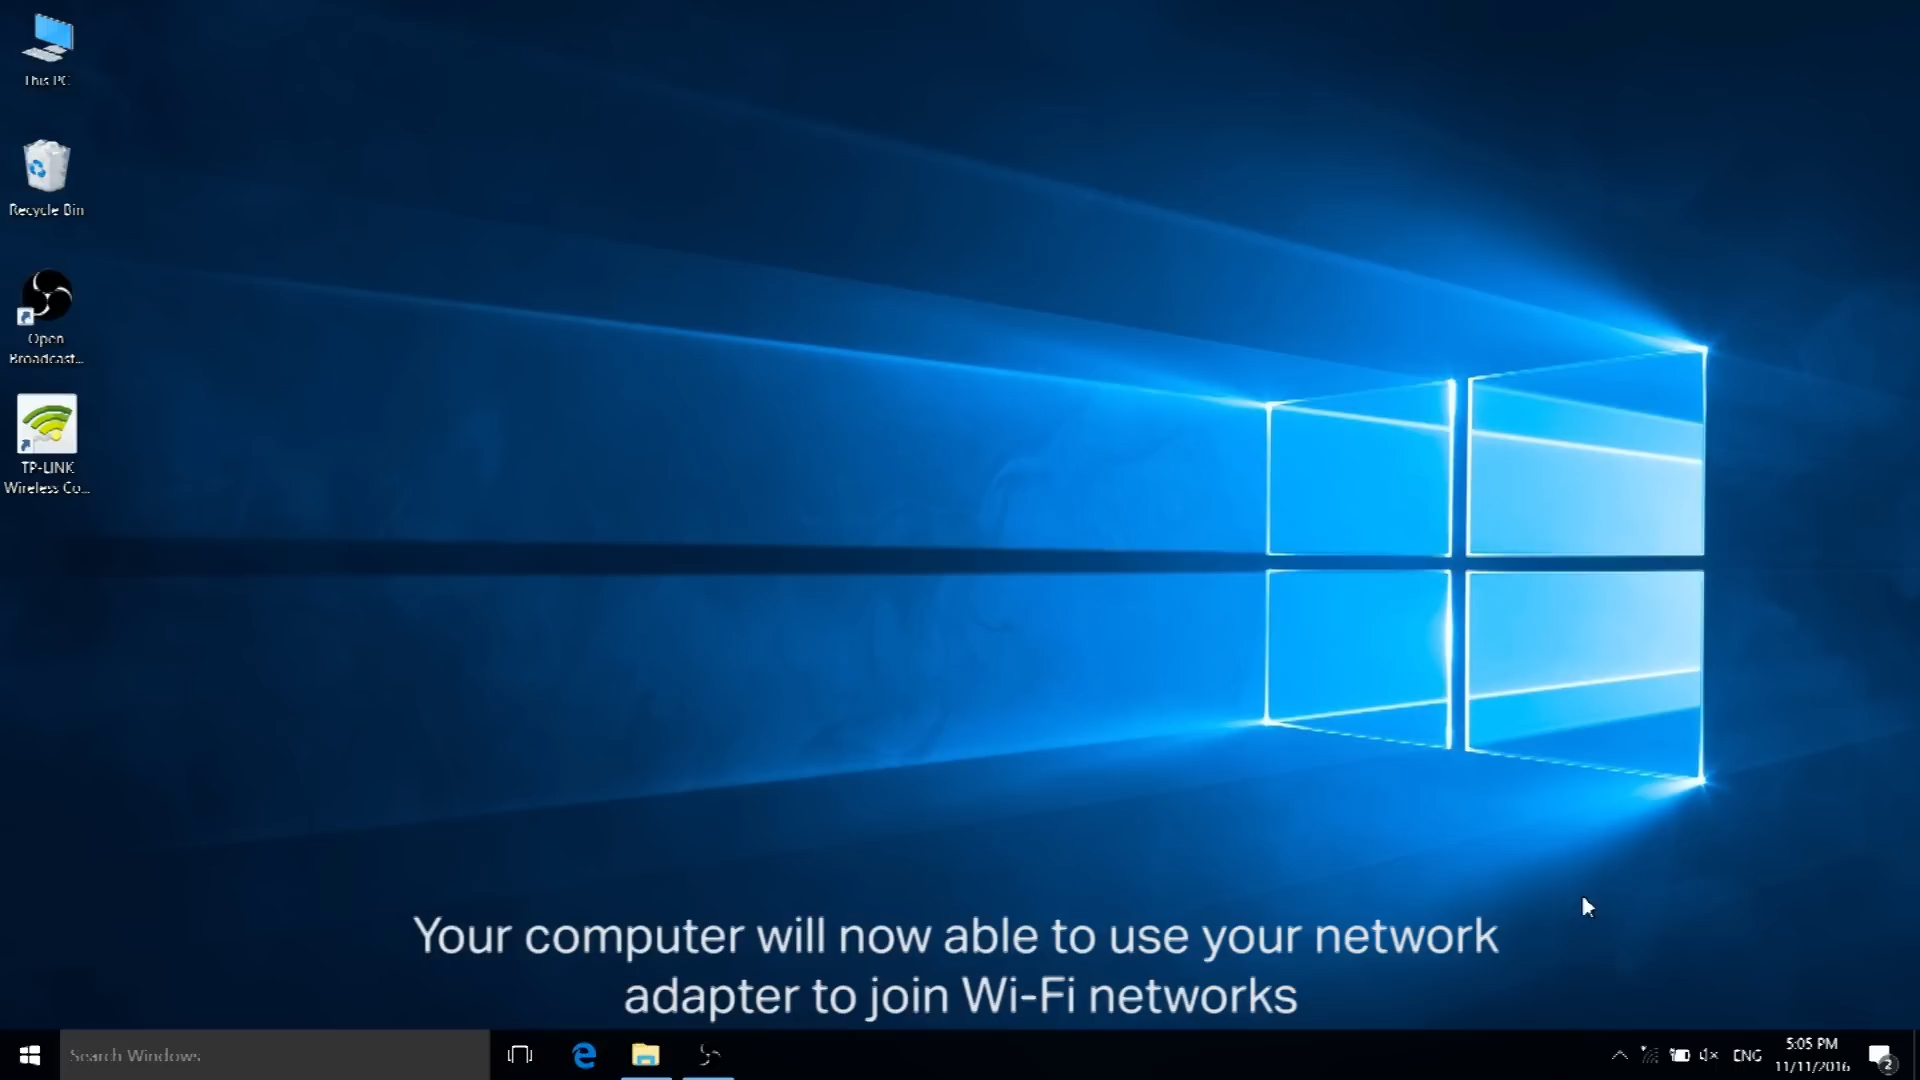 This PC
Recycle Bin
Open
Broadcast...
TP-LINK
Wireless Co...
Your computer will now able to use your network
adapter to join Wi-Fi networks
Search Windows
ENG
5:05 PM
11/11/2016
2